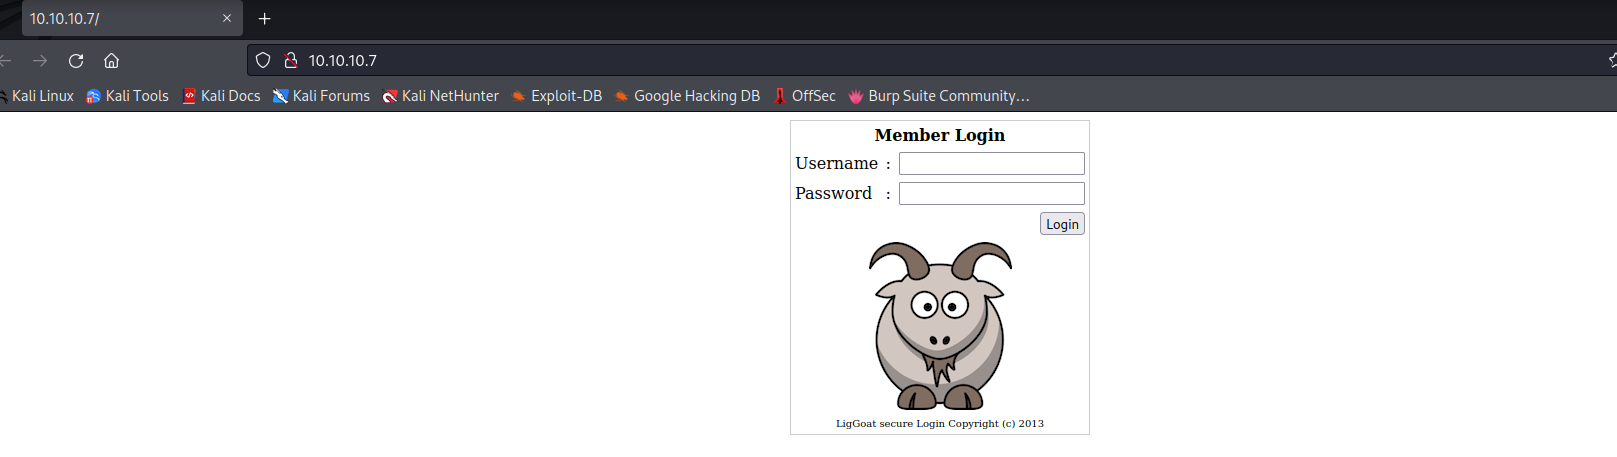 10.10.10.7/
10.10.10.7
Kali Linux Kali Tools Kali Docs Kali Forums Kali NetHunter Exploit-DB Google Hacking DB OffSec Burp Suite Community...
Member Login
Username :
Password :
Login
LigGoat secure Login Copyright (c) 2013